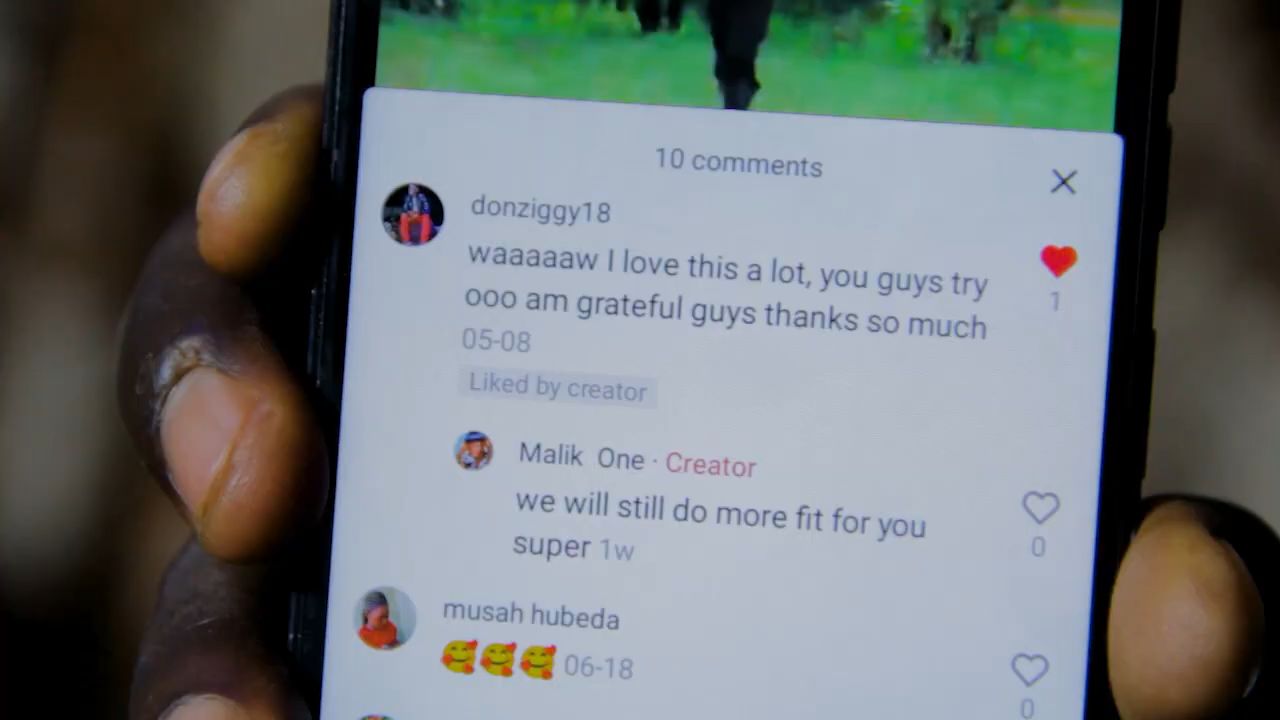 10 comments
donziggy18
waaaaaw I love this a lot, you guys try
ooo am grateful guys thanks so much
1
05-08
Liked by creator
Malik One · Creator
we will still do more fit for you
super 1w
0
musah hubeda
🥰🥰🥰 06-18
0